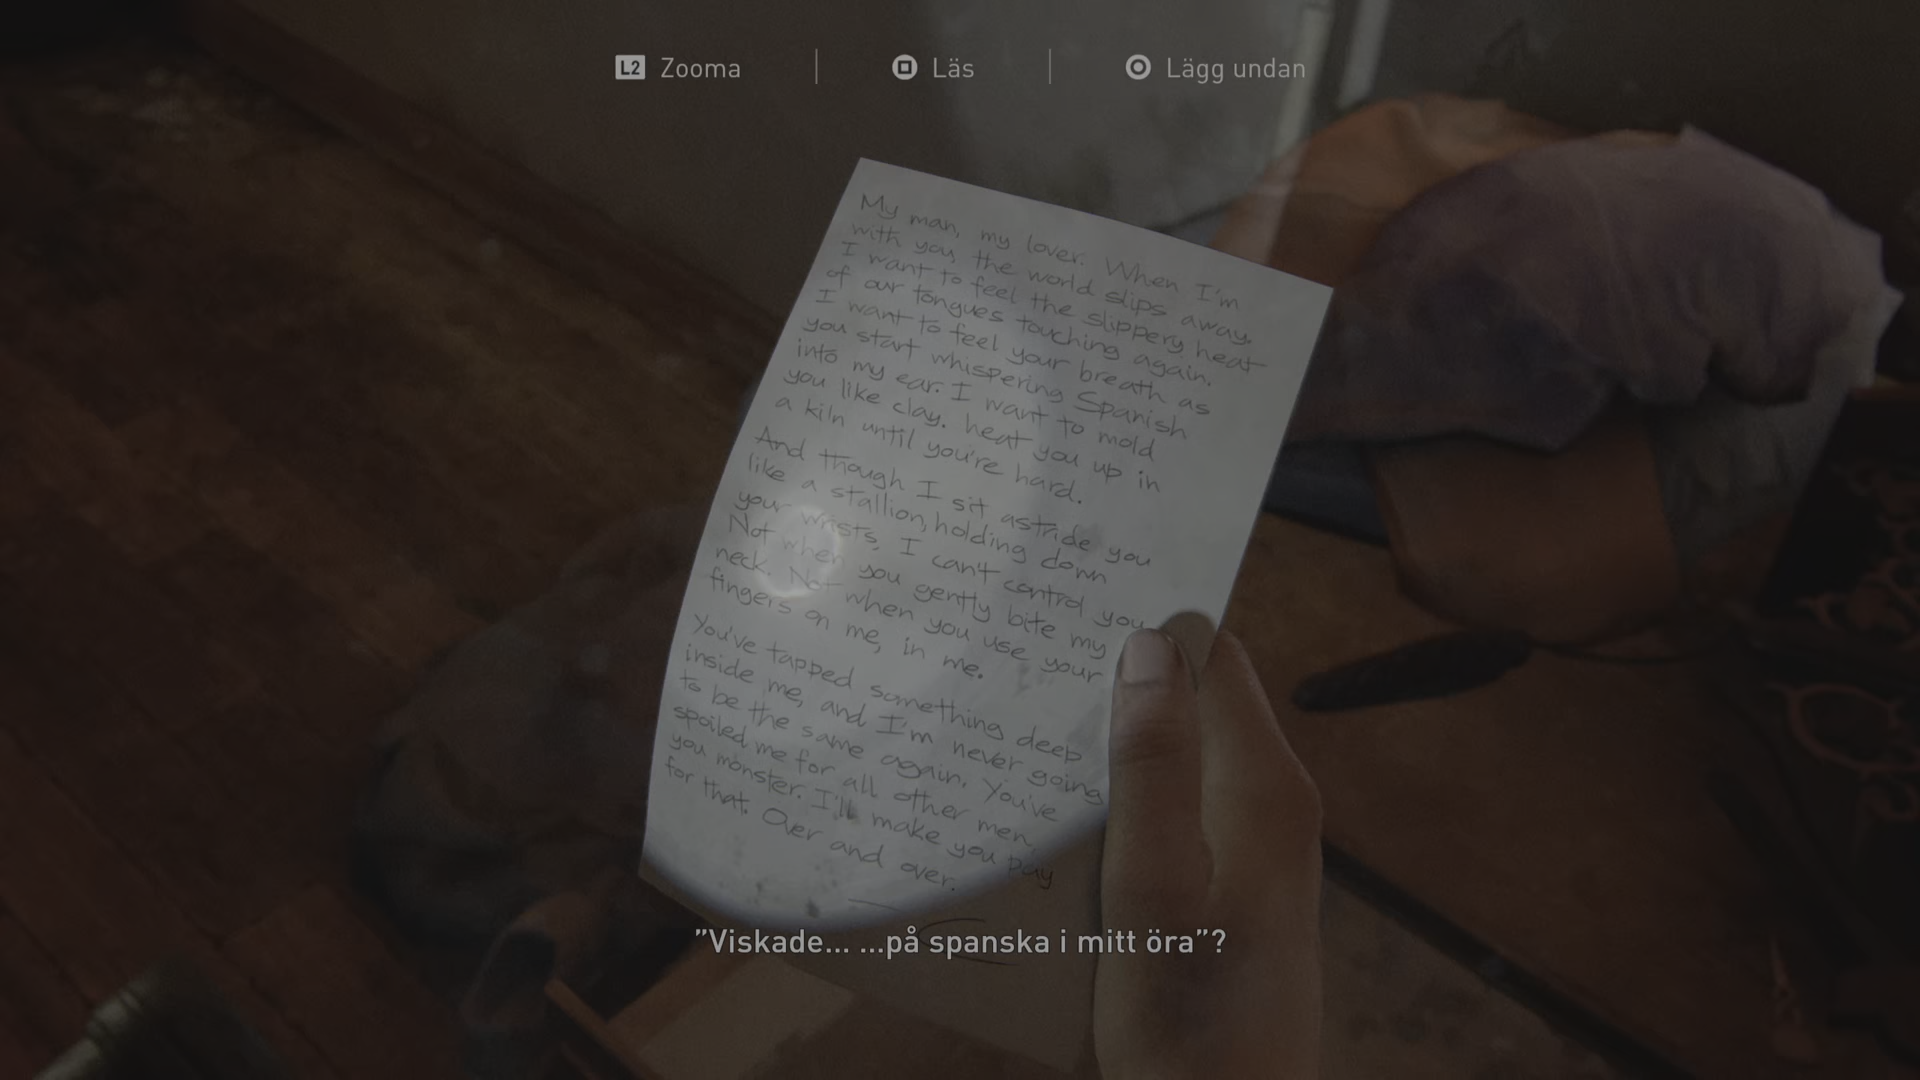 L2 Zooma | Läs | Lägg undan
My man, my lover. When I'm
with you, the world slips away.
I want to feel the slippery heat
of our tongues touching again.
I want to feel your breath as
you start whispering Spanish
into my ear. I want to mold
you like clay. heat you up in
a kiln until you're hard.
And though I sit astride you
like a stallion, holding down
your wrists, I can't control you.
Not when you gently bite my
neck. Not when you use your
fingers on me, in me.
You've tapped something deep
inside me, and I'm never going
to be the same again. You've
spoiled me for all other men,
you monster. I'll make you pay
for that. Over and over.
"Viskade... ...på spanska i mitt öra"?